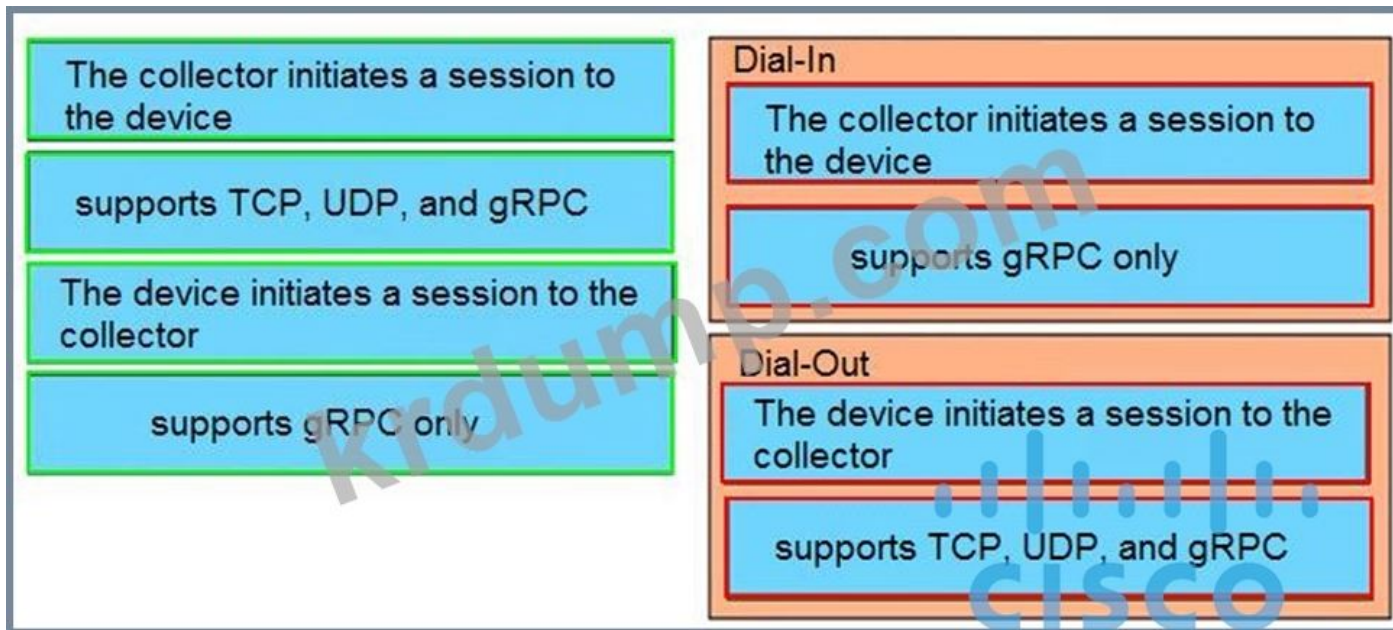 The collector initiates a session to
the device
supports TCP, UDP, and gRPC
The device initiates a session to the
collector
supports gRPC only
Dial-In
The collector initiates a session to
the device
supports gRPC only
Dial-Out
The device initiates a session to the
collector
supports TCP, UDP, and gRPC
krdump.com
CISCO